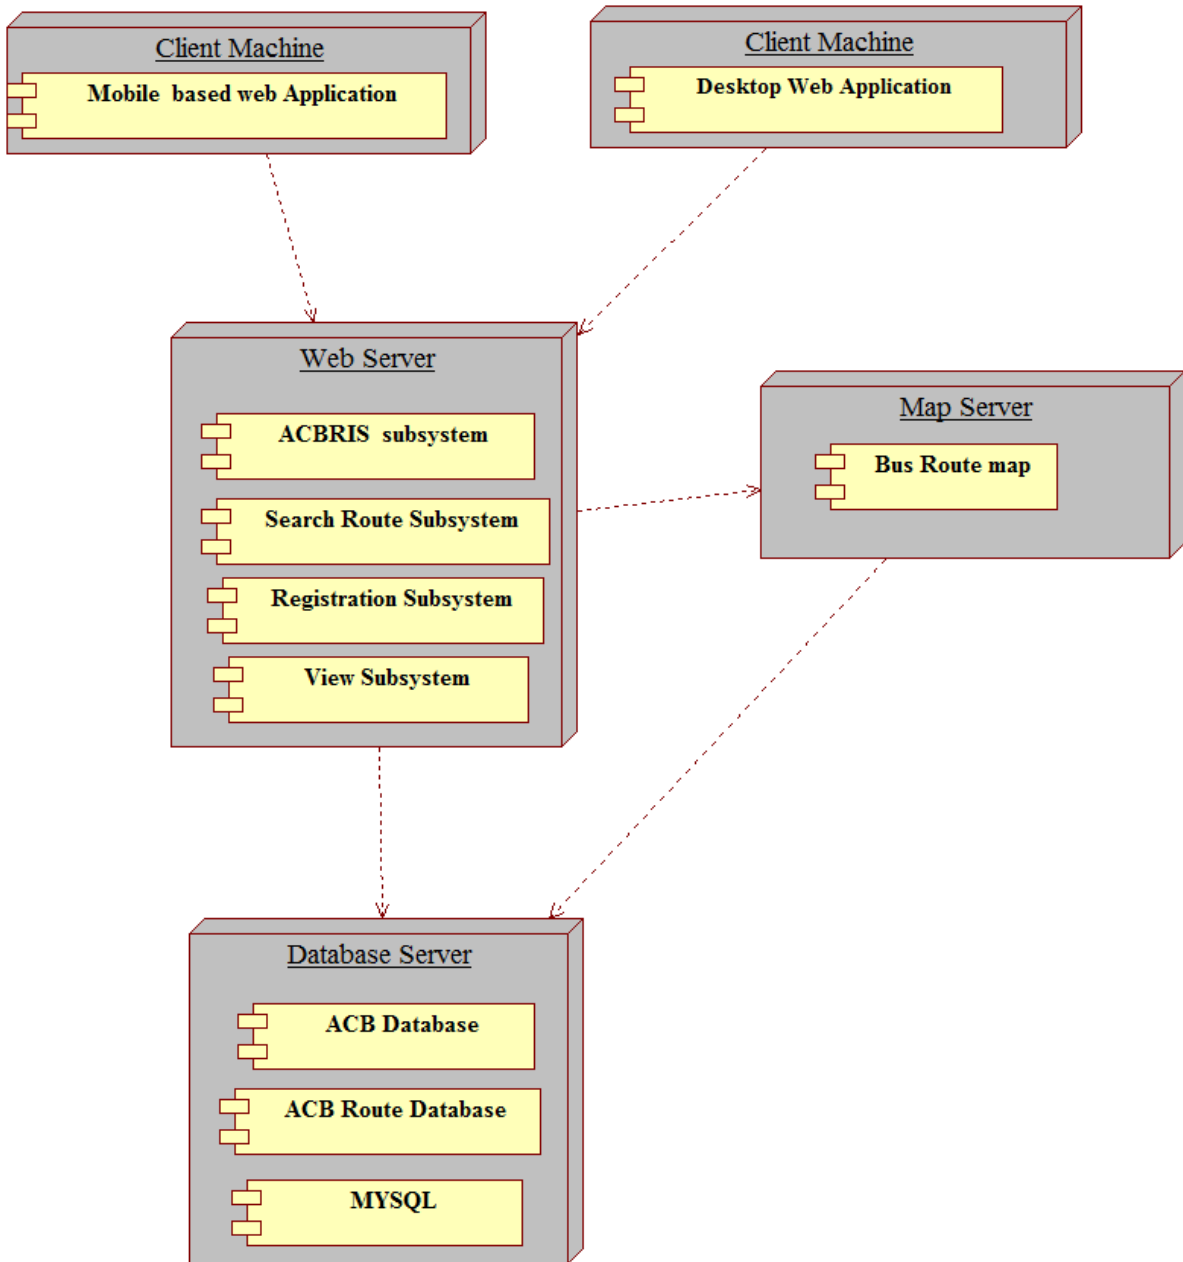 Client Machine
Mobile based web Application
Client Machine
Desktop Web Application
Web Server
ACBRIS subsystem
Search Route Subsystem
Registration Subsystem
View Subsystem
Map Server
Bus Route map
Database Server
ACB Database
ACB Route Database
MYSQL